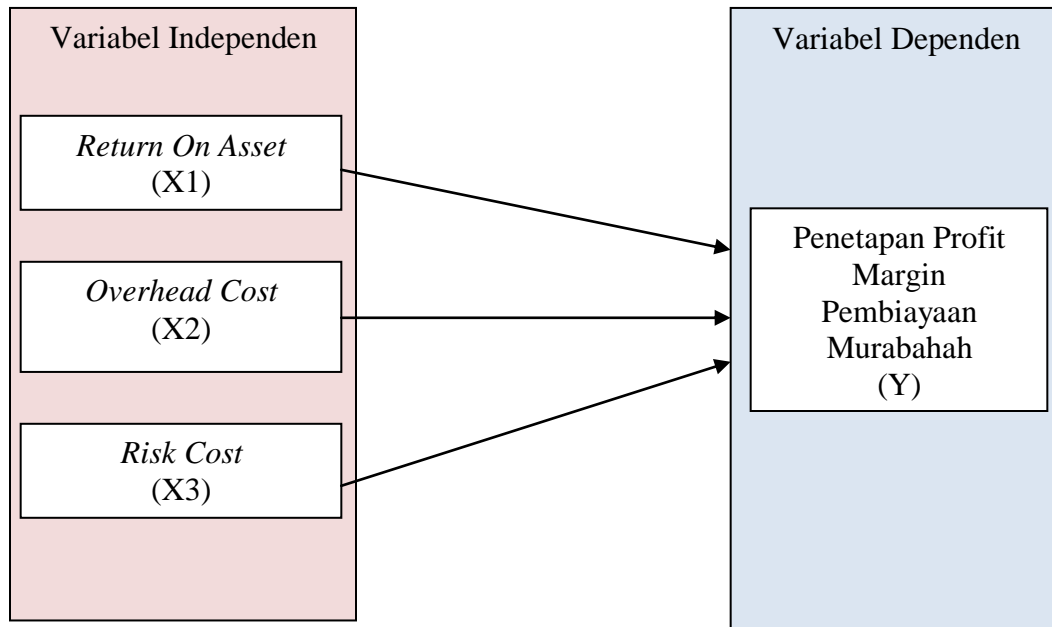 Variabel Independen
Return On Asset
(X1)
Overhead Cost
(X2)
Risk Cost
(X3)
Variabel Dependen
Penetapan Profit
Margin
Pembiayaan
Murabahah
(Y)